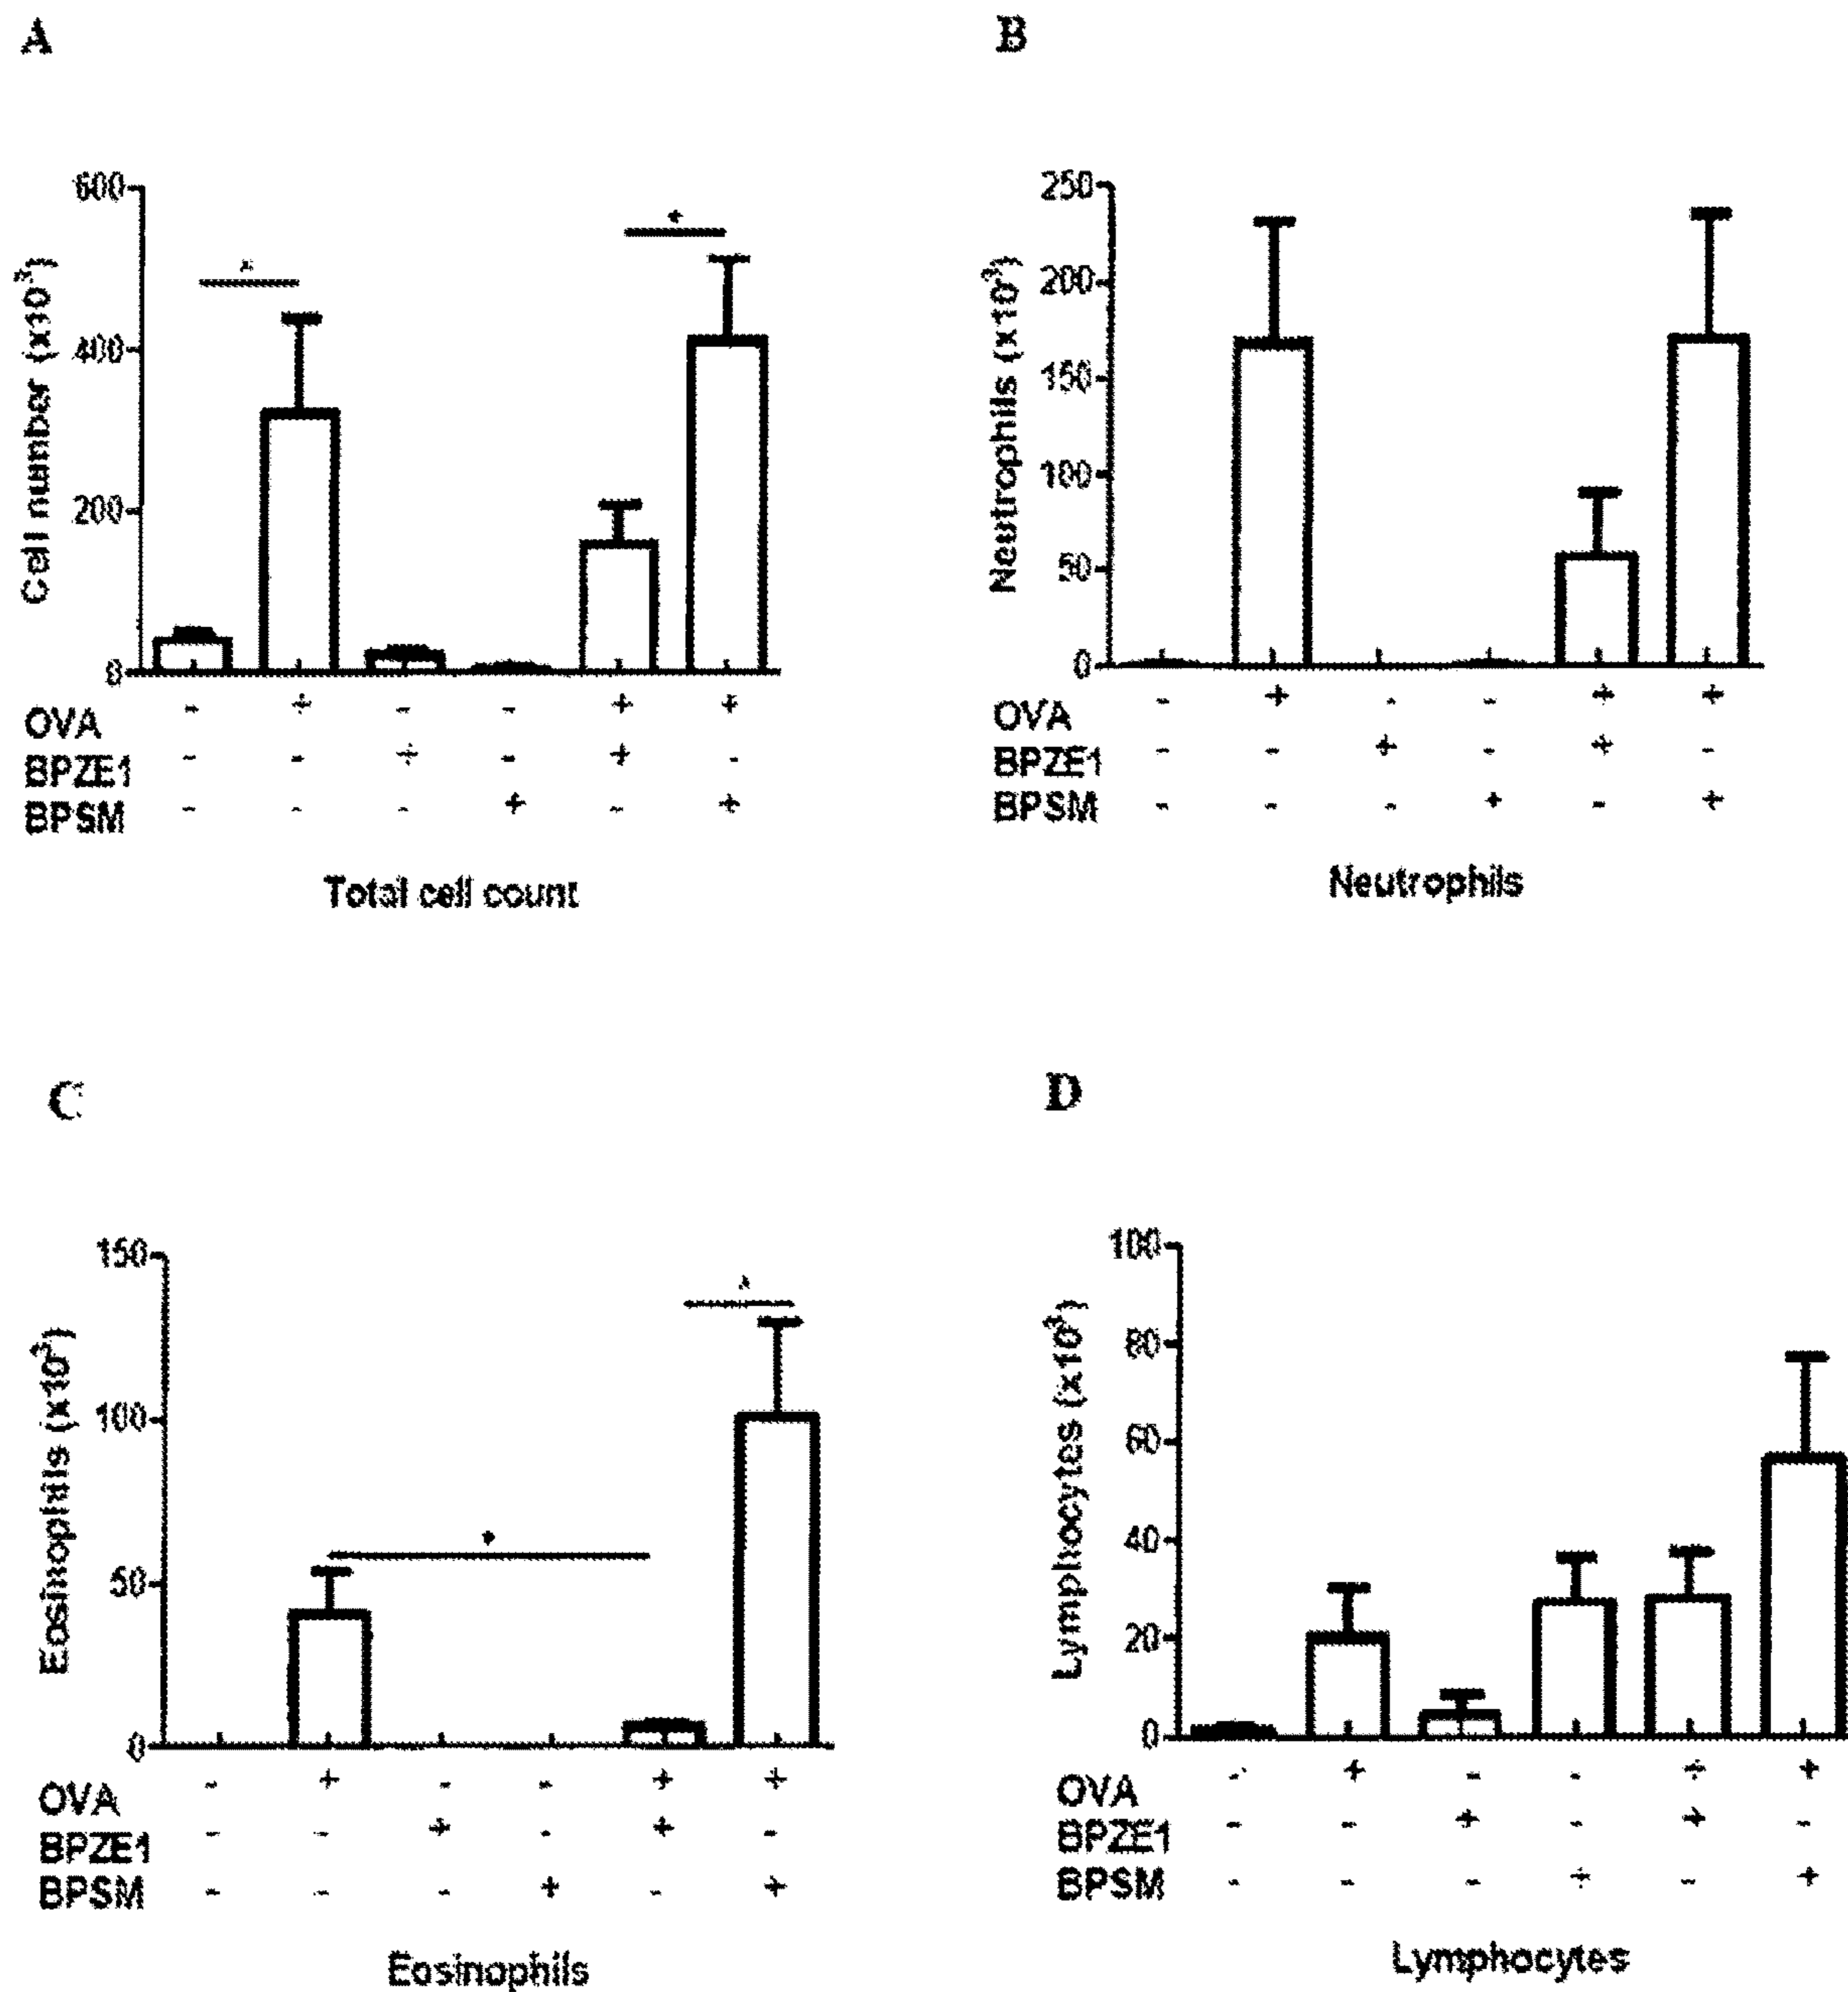 A
B
600
400
200
0
Cell number (x10³)
*
*
OVA - + - - + +
BPZE1 - - + - + -
BPSM - - - + - +
Total cell count
250
200
150
100
50
0
Neutrophils (x10³)
OVA - + - - + +
BPZE1 - - + - + -
BPSM - - - + - +
Neutrophils
C
D
150
100
50
0
Eosinophils (x10³)
*
*
OVA - + - - + +
BPZE1 - - + - + -
BPSM - - - + - +
Eosinophils
100
80
60
40
20
0
Lymphocytes (x10³)
OVA - + - - + +
BPZE1 - - + - + -
BPSM - - - + - +
Lymphocytes